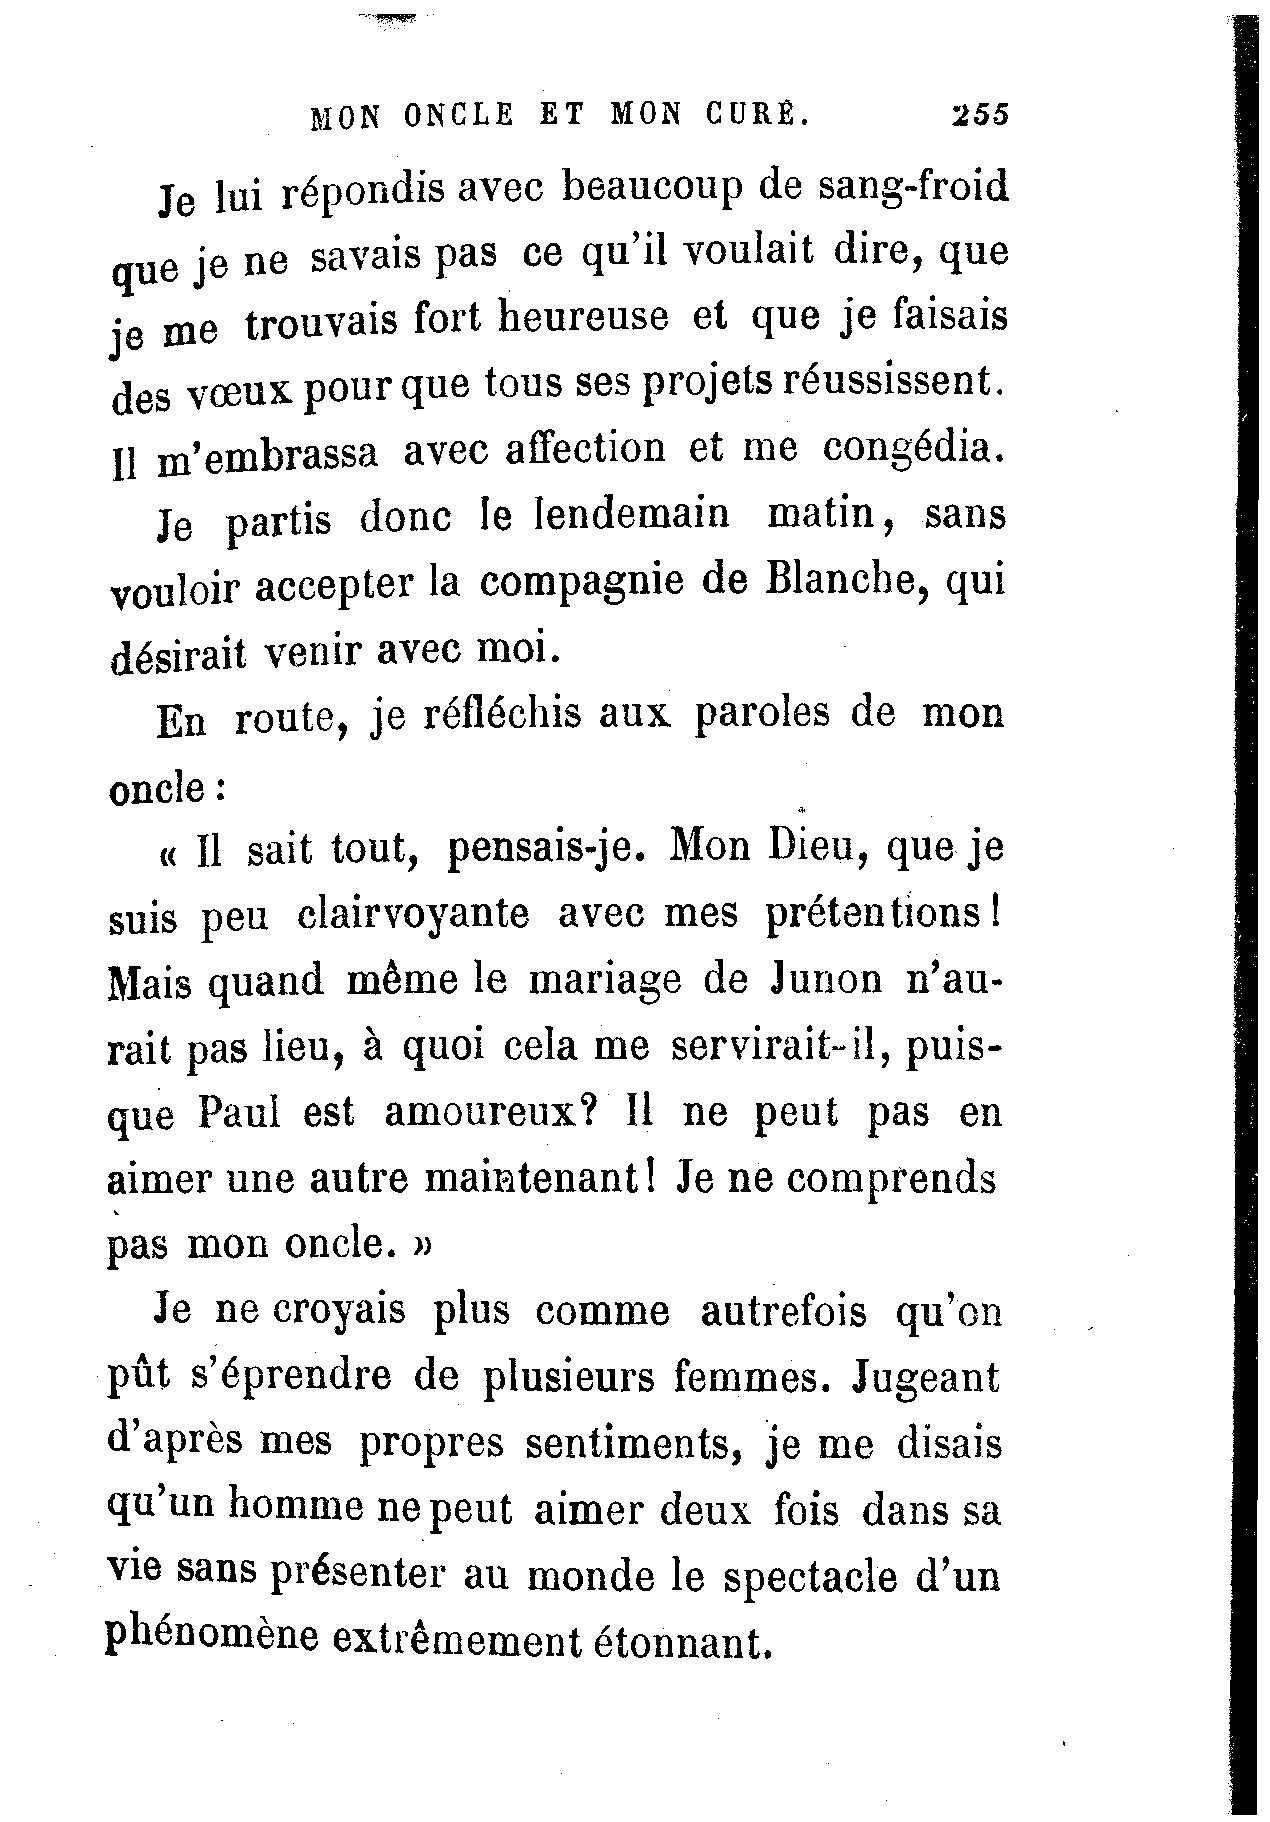 MON ONCLE ET MON CURÉ. 255
Je lui répondis avec beaucoup de sang-froid
que je ne savais pas ce qu'il voulait dire, que
je me trouvais fort heureuse et que je faisais
des vœux pour que tous ses projets réussissent.
Il m'embrassa avec affection et me congédia.
Je partis donc le lendemain matin, sans
vouloir accepter la compagnie de Blanche, qui
désirait venir avec moi.
En route, je réfléchis aux paroles de mon
oncle :
« Il sait tout, pensais-je. Mon Dieu, que je
suis peu clairvoyante avec mes prétentions !
Mais quand même le mariage de Junon n'au-
rait pas lieu, à quoi cela me servirait-il, puis-
que Paul est amoureux? Il ne peut pas en
aimer une autre maintenant! Je ne comprends
pas mon oncle. »
Je ne croyais plus comme autrefois qu'on
pût s'éprendre de plusieurs femmes. Jugeant
d'après mes propres sentiments, je me disais
qu'un homme ne peut aimer deux fois dans sa
vie sans présenter au monde le spectacle d'un
phénomène extrêmement étonnant.